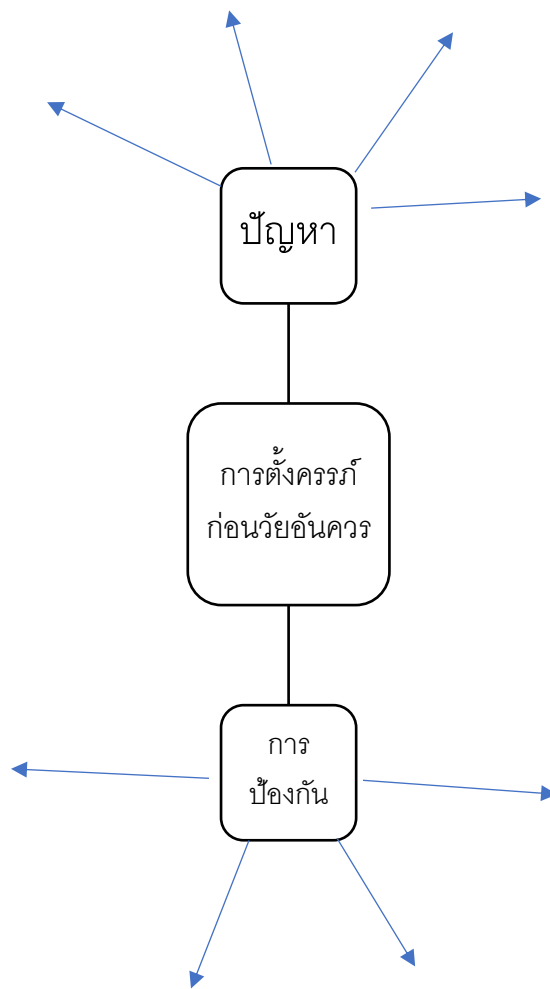 ปัญหา
การตั้งครรภ์
ก่อนวัยอันควร
การ
ป้องกัน